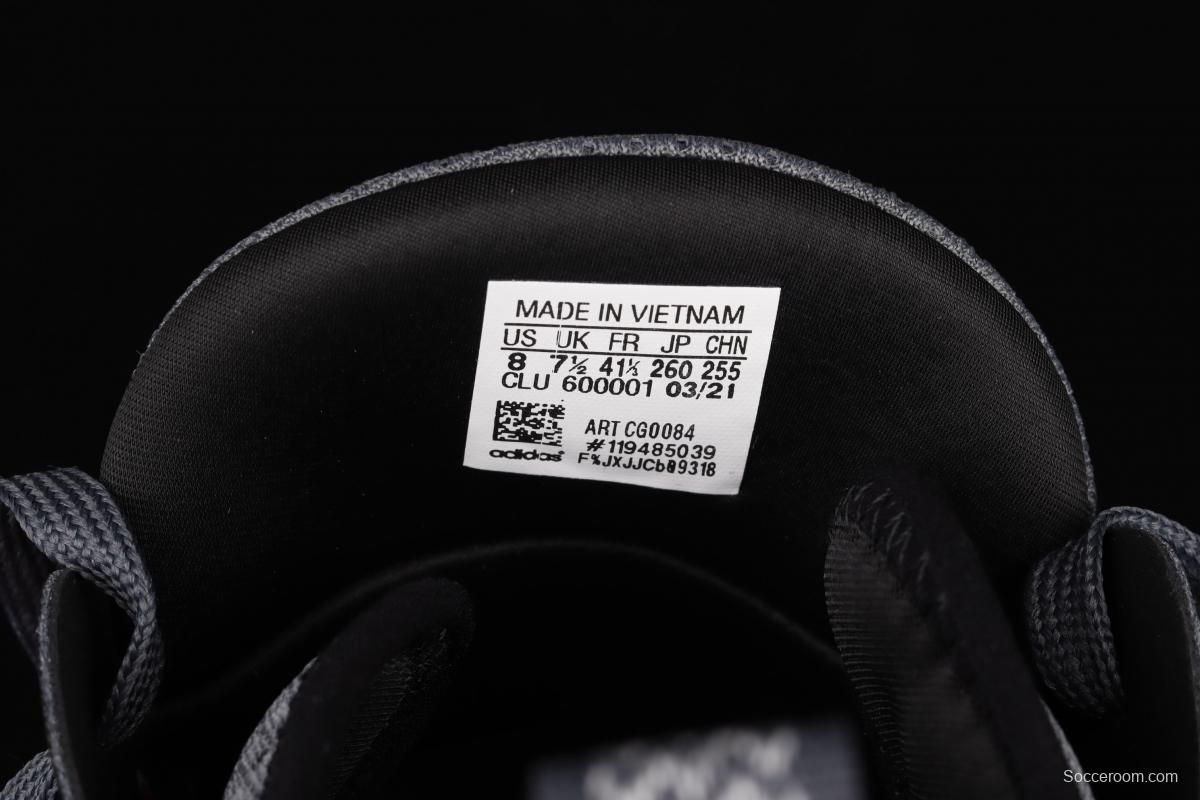 MADE IN VIETNAM
US UK FR JP CHN
8 7½ 41⅓ 260 255
CLU 600001 03/21
ART CG0084
#119485039
adidas F%JXJJCb09318
Socceroom.com